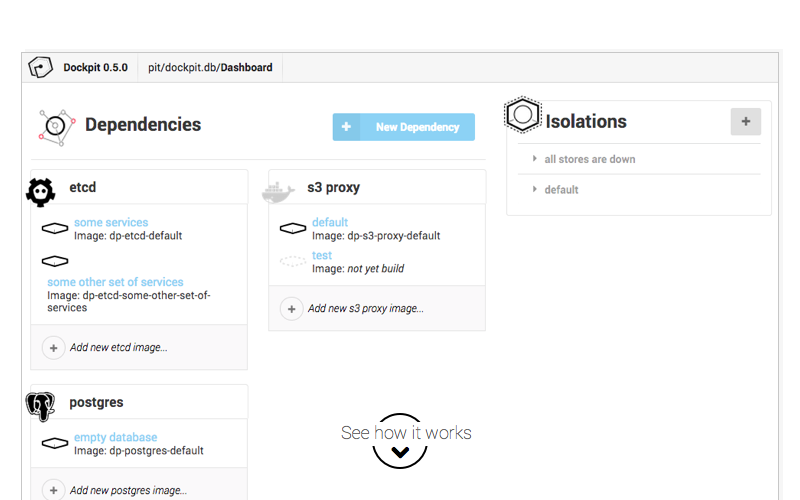 Dockpit 0.5.0
pit/dockpit.db/Dashboard
Dependencies
+ New Dependency
etcd
some services
Image: dp-etcd-default
some other set of services
Image: dp-etcd-some-other-set-of-
services
+ Add new etcd image...
s3 proxy
default
Image: dp-s3-proxy-default
test
Image: not yet build
+ Add new s3 proxy image...
postgres
empty database
Image: dp-postgres-default
+ Add new postgres image...
Isolations
+
all stores are down
default
See how it works